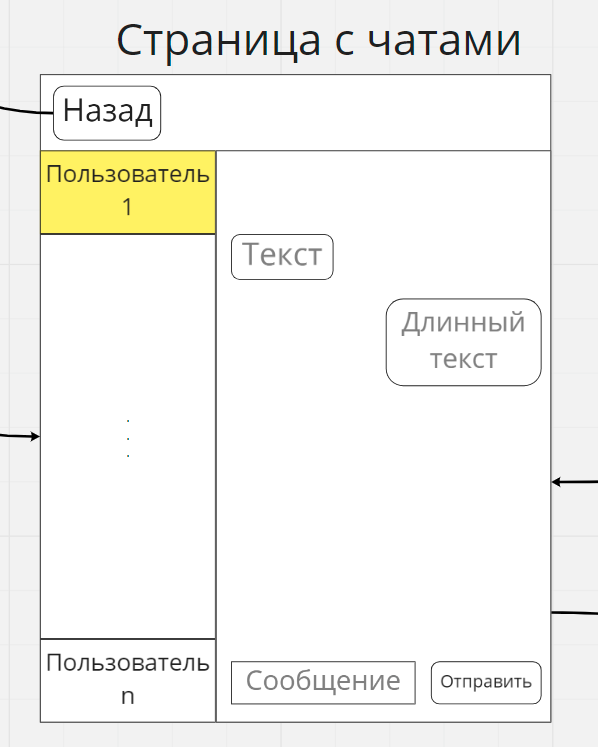 Страница с чатами
Назад
Пользователь
1
Текст
Длинный
текст
.
.
.
Пользователь
n
Сообщение
Отправить